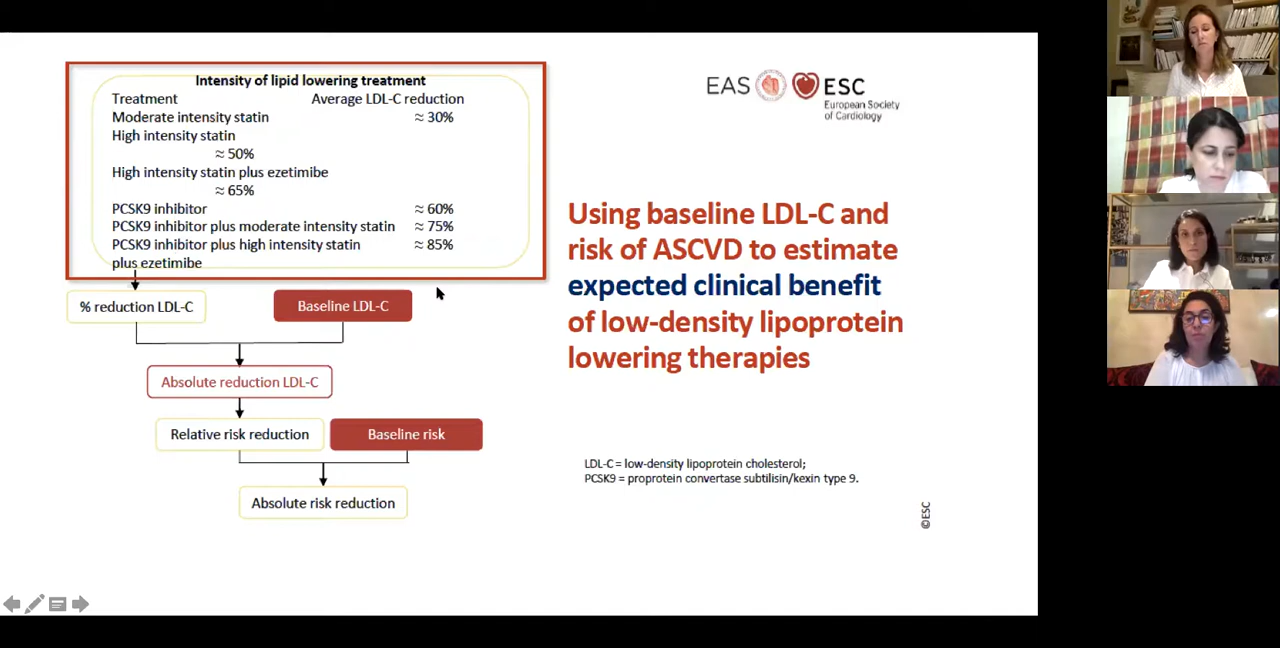 Intensity of lipid lowering treatment
Treatment Average LDL-C reduction
Moderate intensity statin ≈ 30%
High intensity statin
≈ 50%
High intensity statin plus ezetimibe
≈ 65%
PCSK9 inhibitor ≈ 60%
PCSK9 inhibitor plus moderate intensity statin ≈ 75%
PCSK9 inhibitor plus high intensity statin ≈ 85%
plus ezetimibe
% reduction LDL-C
Baseline LDL-C
Absolute reduction LDL-C
Relative risk reduction
Baseline risk
Absolute risk reduction
EAS
ESC
European Society
of Cardiology
Using baseline LDL-C and
risk of ASCVD to estimate
expected clinical benefit
of low-density lipoprotein
lowering therapies
LDL-C = low-density lipoprotein cholesterol;
PCSK9 = proprotein convertase subtilisin/kexin type 9.
©ESC